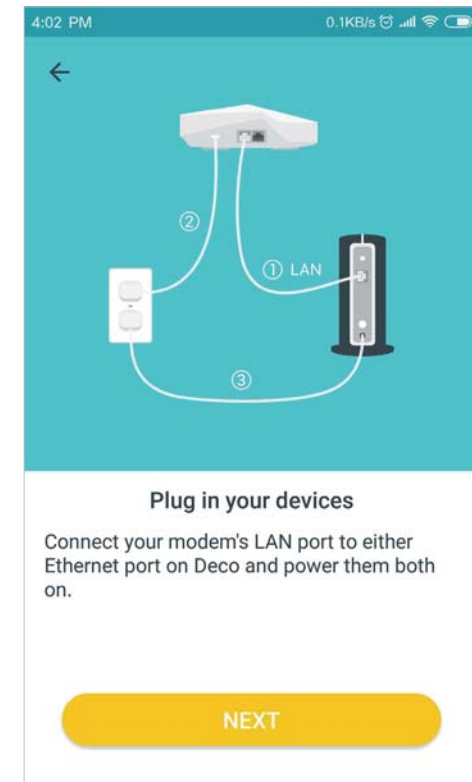 4:02 PM 0.1KB/s
②
① LAN
③
Plug in your devices
Connect your modem's LAN port to either
Ethernet port on Deco and power them both
on.
NEXT